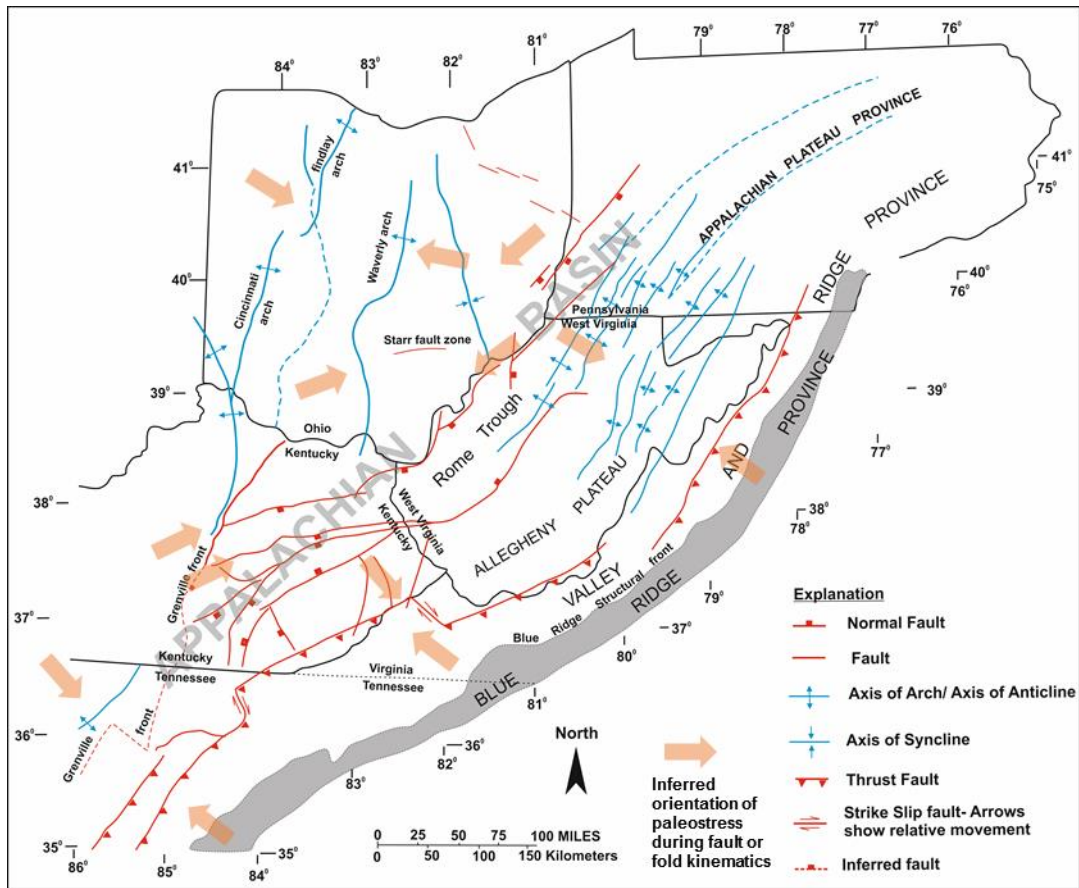 84°
83°
82°
81°
79°
78°
77°
76°
41°
40°
39°
38°
37°
36°
35°
86°
85°
84°
83°
82°
81°
80°
79°
78°
77°
76°
75°
41°
40°
39°
38°
37°
36°
35°
findlay
arch
Waverly arch
Cincinnati
arch
Starr fault zone
APPALACHIAN PLATEAU PROVINCE
APPALACHIAN BASIN
Pennsylvania
West Virginia
Ohio
Kentucky
Rome Trough
West Virginia
Kentucky
ALLEGHENY PLATEAU
VALLEY AND RIDGE PROVINCE
Blue Ridge Structural front
BLUE RIDGE PROVINCE
Grenville front
Kentucky
Tennessee
Virginia
Tennessee
Grenville front
North
0 25 50 75 100 MILES
0 50 100 150 Kilometers
Inferred
orientation of
paleostress
during fault or
fold kinematics
Explanation
Normal Fault
Fault
Axis of Arch/ Axis of Anticline
Axis of Syncline
Thrust Fault
Strike Slip fault- Arrows
show relative movement
Inferred fault